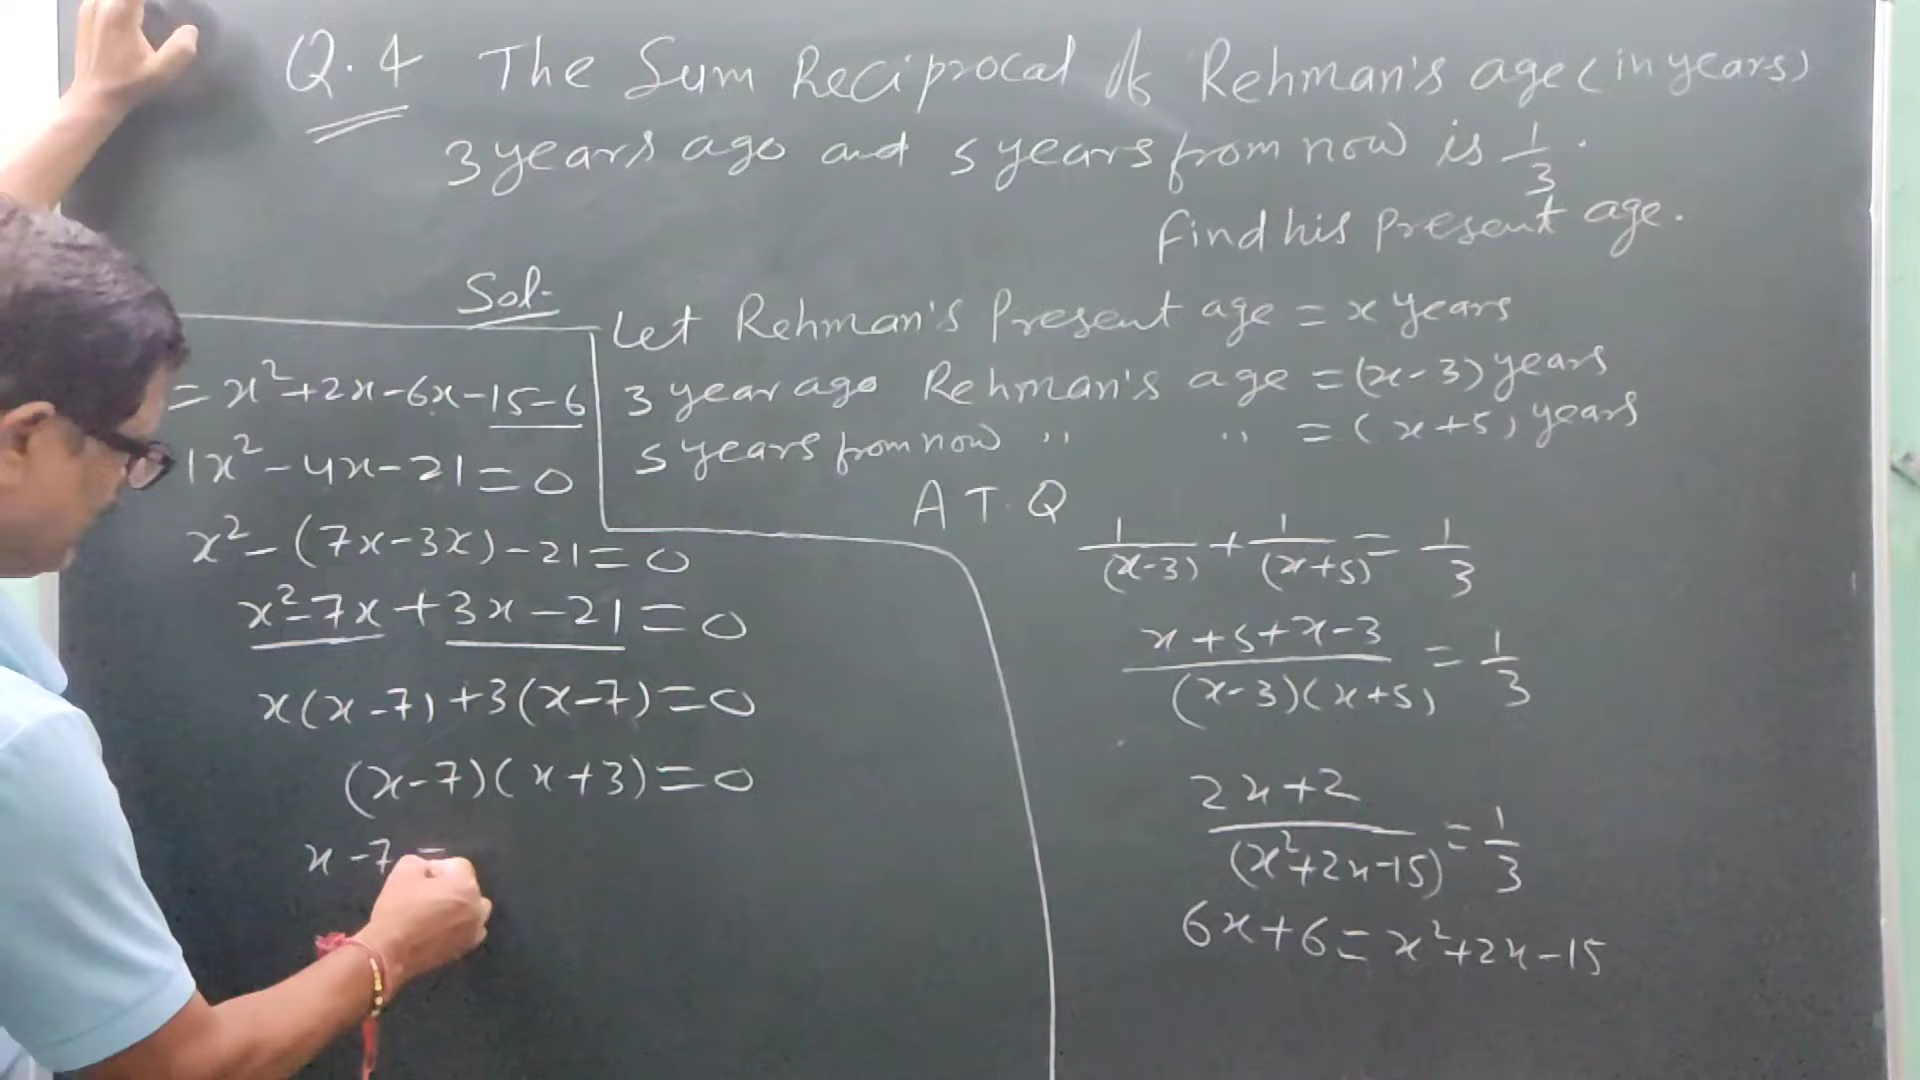 Q.4 The Sum Reciprocal of Rehman's age (in years)
3 years ago and 5 years from now is 1/3.
find his Present age.
Sol-
Let Rehman's Present age = x years
3 year ago Rehman's age = (x-3) years
5 years from now " " = (x+5) years
A T.Q
1/(x-3) + 1/(x+5) = 1/3
x+5+x-3/(x-3)(x+5) = 1/3
2x+2/(x²+2x-15) = 1/3
6x+6 = x²+2x-15
= x²+2x-6x-15-6
1x²-4x-21=0
x²-(7x-3x)-21=0
x²-7x+3x-21=0
x(x-7)+3(x-7)=0
(x-7)(x+3)=0
x-7=